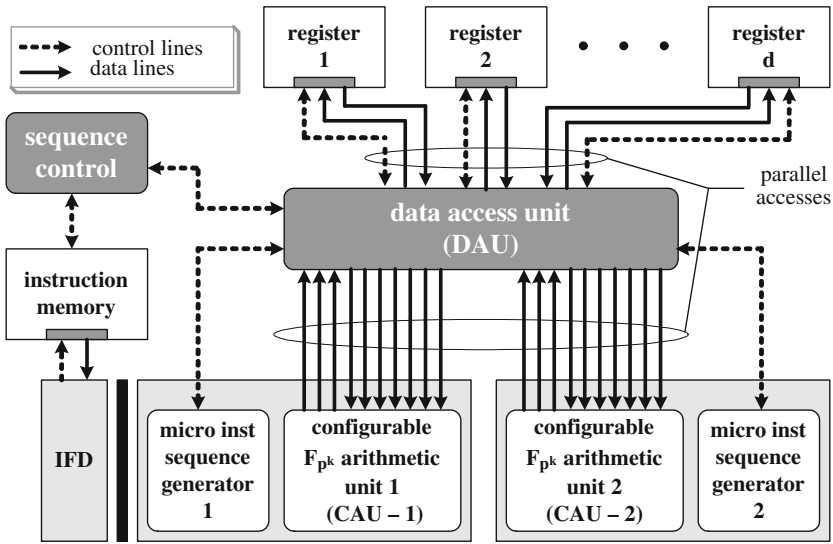 control lines
data lines
register
1
register
2
register
d
sequence
control
parallel
accesses
data access unit
(DAU)
instruction
memory
IFD
micro inst
sequence
generator
1
configurable
Fpk arithmetic
unit 1
(CAU – 1)
configurable
Fpk arithmetic
unit 2
(CAU – 2)
micro inst
sequence
generator
2